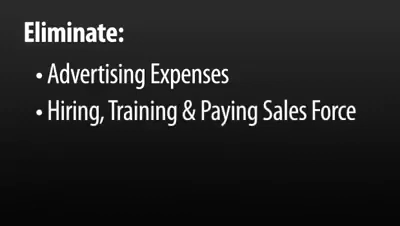 Eliminate:
• Advertising Expenses
• Hiring, Training & Paying Sales Force